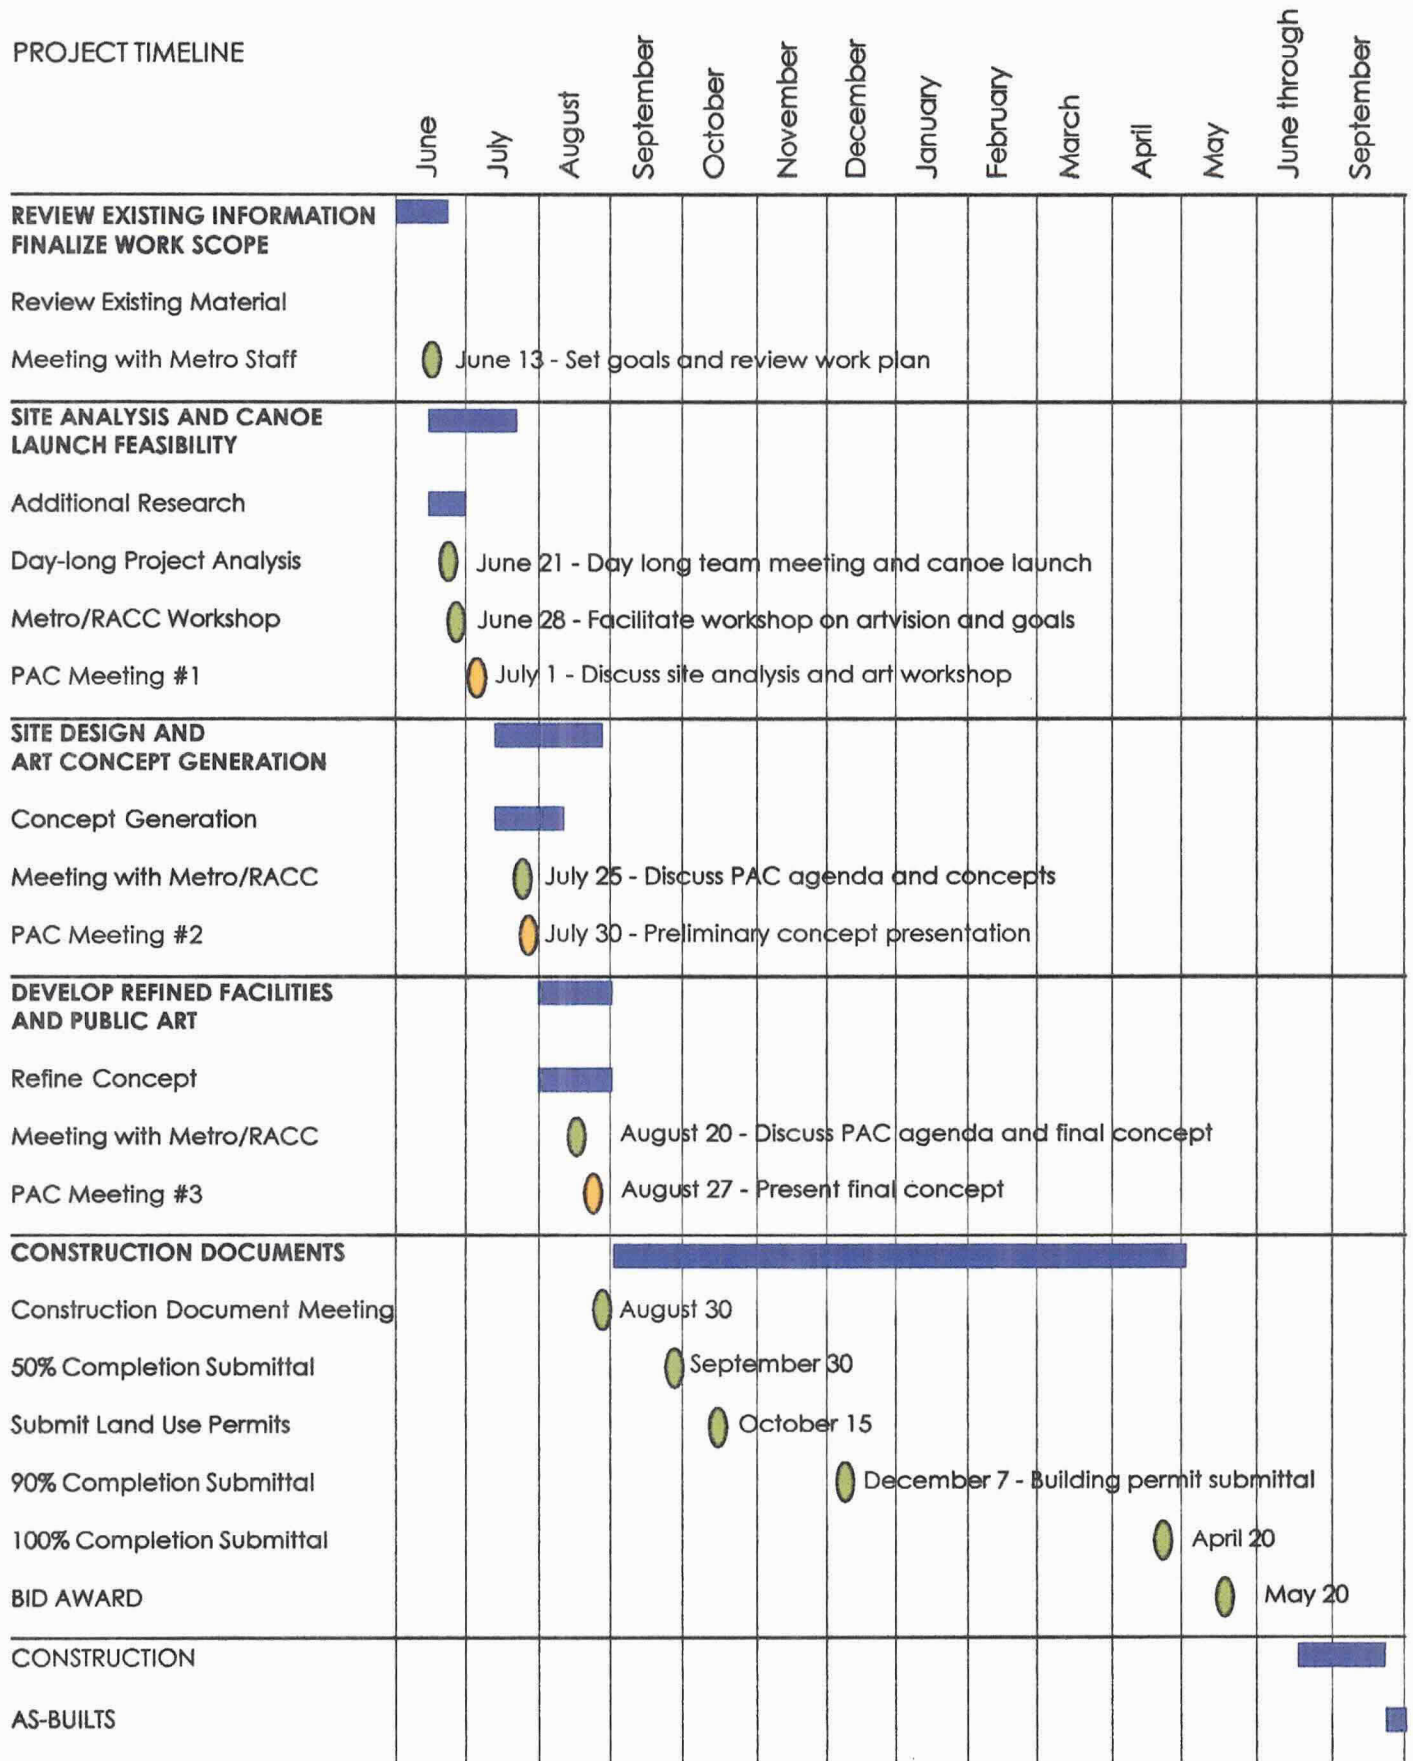 PROJECT TIMELINE
June
July
August
September
October
November
December
January
February
March
April
May
June through
September
REVIEW EXISTING INFORMATION
FINALIZE WORK SCOPE
Review Existing Material
Meeting with Metro Staff
June 13 - Set goals and review work plan
SITE ANALYSIS AND CANOE
LAUNCH FEASIBILITY
Additional Research
Day-long Project Analysis
June 21 - Day long team meeting and canoe launch
Metro/RACC Workshop
June 28 - Facilitate workshop on artvision and goals
PAC Meeting #1
July 1 - Discuss site analysis and art workshop
SITE DESIGN AND
ART CONCEPT GENERATION
Concept Generation
Meeting with Metro/RACC
July 25 - Discuss PAC agenda and concepts
PAC Meeting #2
July 30 - Preliminary concept presentation
DEVELOP REFINED FACILITIES
AND PUBLIC ART
Refine Concept
Meeting with Metro/RACC
August 20 - Discuss PAC agenda and final concept
PAC Meeting #3
August 27 - Present final concept
CONSTRUCTION DOCUMENTS
Construction Document Meeting
August 30
50% Completion Submittal
September 30
Submit Land Use Permits
October 15
90% Completion Submittal
December 7 - Building permit submittal
100% Completion Submittal
April 20
BID AWARD
May 20
CONSTRUCTION
AS-BUILTS